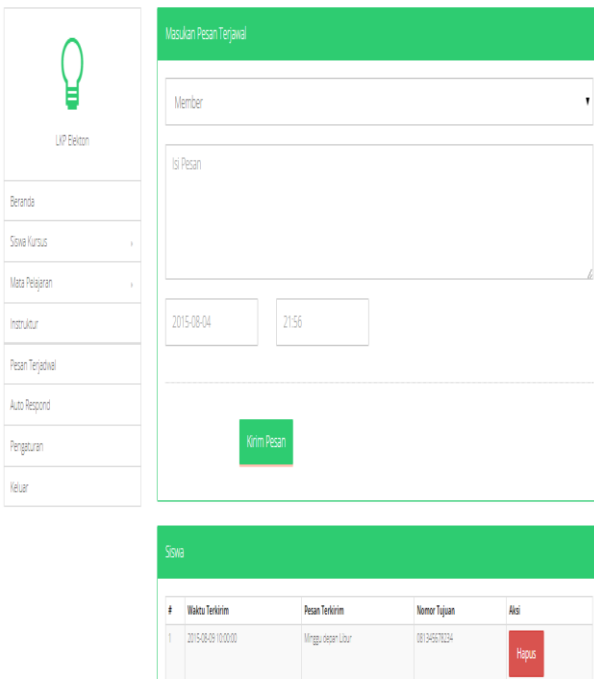 Masukan Pesan Terjawal
LKP Elekton
Member
Isi Pesan
Beranda
Siswa Kursus
Mata Pelajaran
Instruktur
Pesan Terjadwal
Auto Respond
Pengaturan
Keluar
2015-08-04 21:56
Kirim Pesan
Siswa
# Waktu Terkirim Pesan Terkirim Nomor Tujuan Aksi
1 2015-08-09 10:00:00 Minggu depan Libur 081345678234 Hapus